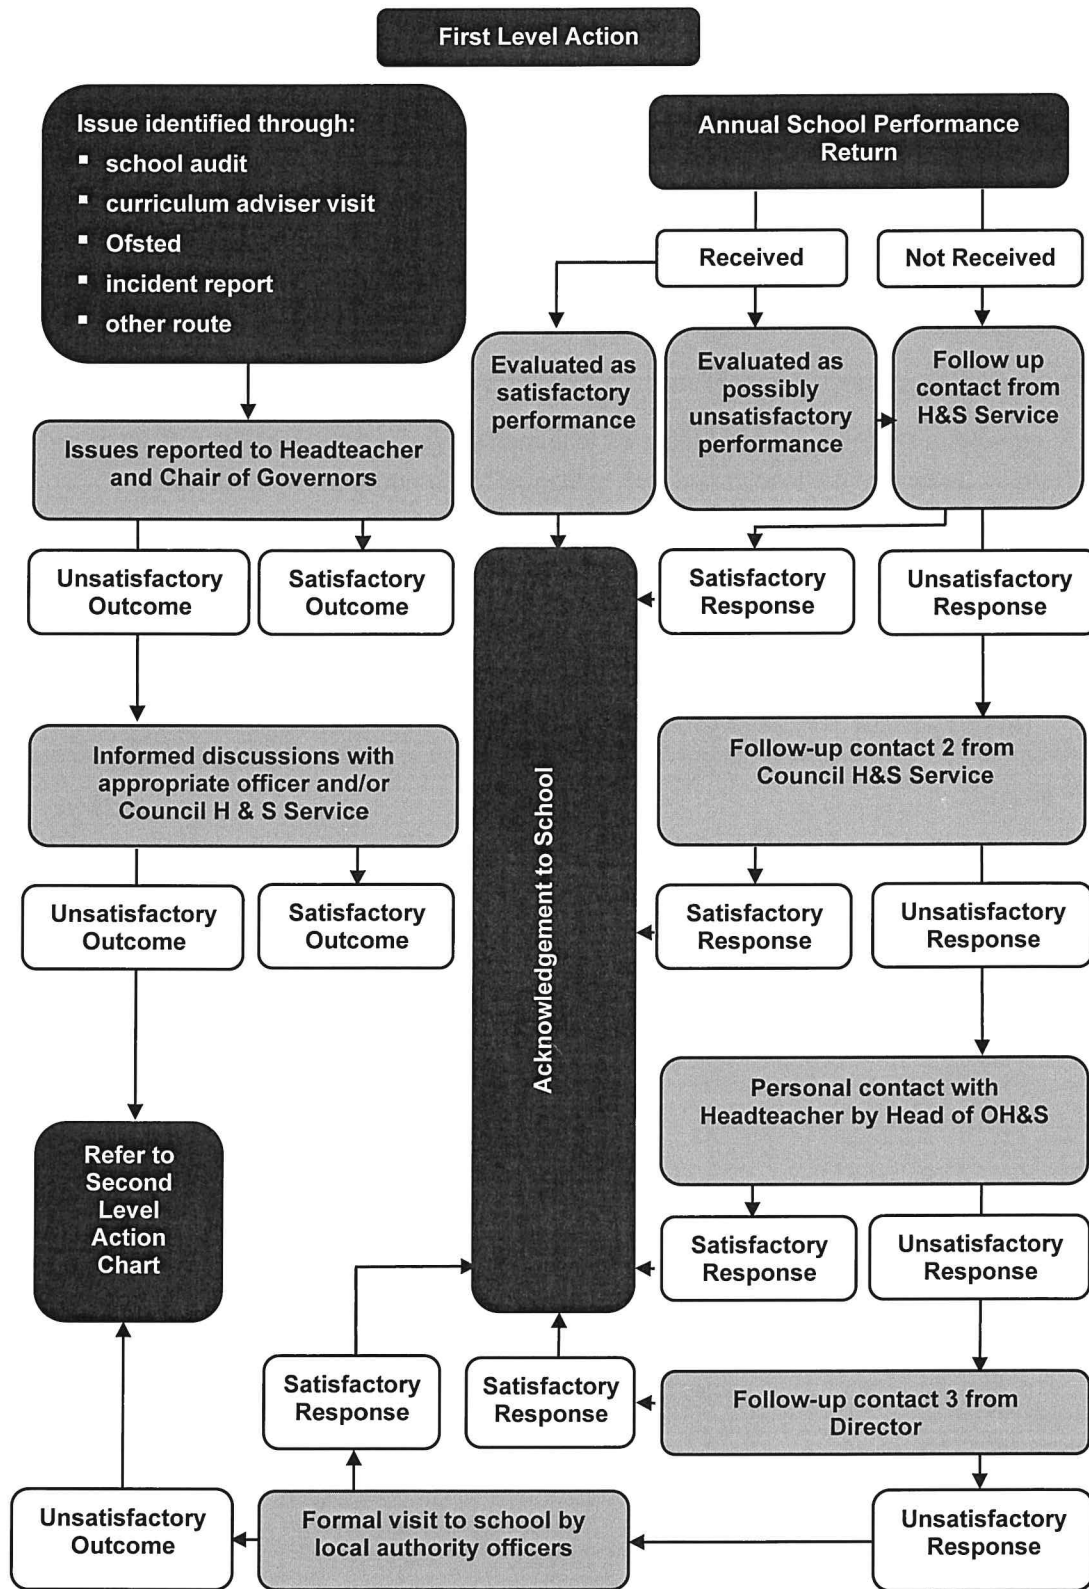 First Level Action
Issue identified through:
▪ school audit
▪ curriculum adviser visit
▪ Ofsted
▪ incident report
▪ other route
Annual School Performance
Return
Received
Not Received
Evaluated as
satisfactory
performance
Evaluated as
possibly
unsatisfactory
performance
Follow up
contact from
H&S Service
Issues reported to Headteacher
and Chair of Governors
Unsatisfactory
Outcome
Satisfactory
Outcome
Satisfactory
Response
Unsatisfactory
Response
Informed discussions with
appropriate officer and/or
Council H & S Service
Follow-up contact 2 from
Council H&S Service
Acknowledgement to School
Unsatisfactory
Outcome
Satisfactory
Outcome
Satisfactory
Response
Unsatisfactory
Response
Personal contact with
Headteacher by Head of OH&S
Refer to
Second
Level
Action
Chart
Satisfactory
Response
Unsatisfactory
Response
Satisfactory
Response
Satisfactory
Response
Follow-up contact 3 from
Director
Unsatisfactory
Outcome
Formal visit to school by
local authority officers
Unsatisfactory
Response